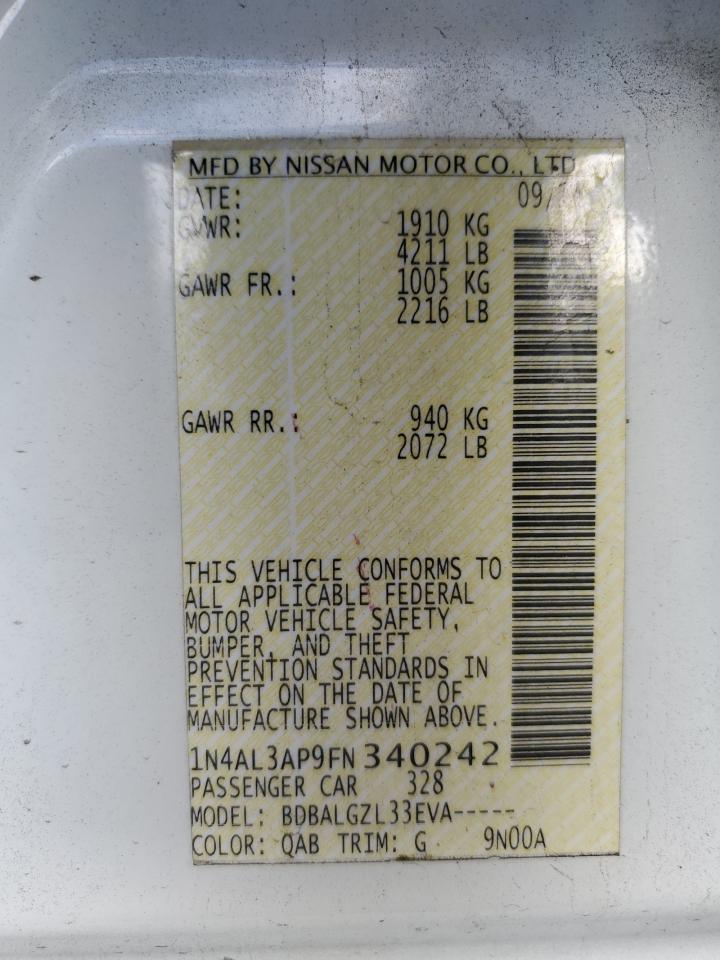 MFD BY NISSAN MOTOR CO., LTD
DATE: 09/
GVWR: 1910 KG
4211 LB
GAWR FR.: 1005 KG
2216 LB
GAWR RR.: 940 KG
2072 LB
THIS VEHICLE CONFORMS TO
ALL APPLICABLE FEDERAL
MOTOR VEHICLE SAFETY,
BUMPER, AND THEFT
PREVENTION STANDARDS IN
EFFECT ON THE DATE OF
MANUFACTURE SHOWN ABOVE.
1N4AL3AP9FN340242
PASSENGER CAR 328
MODEL: BDBALGZL33EVA-----
COLOR: QAB TRIM: G 9N00A